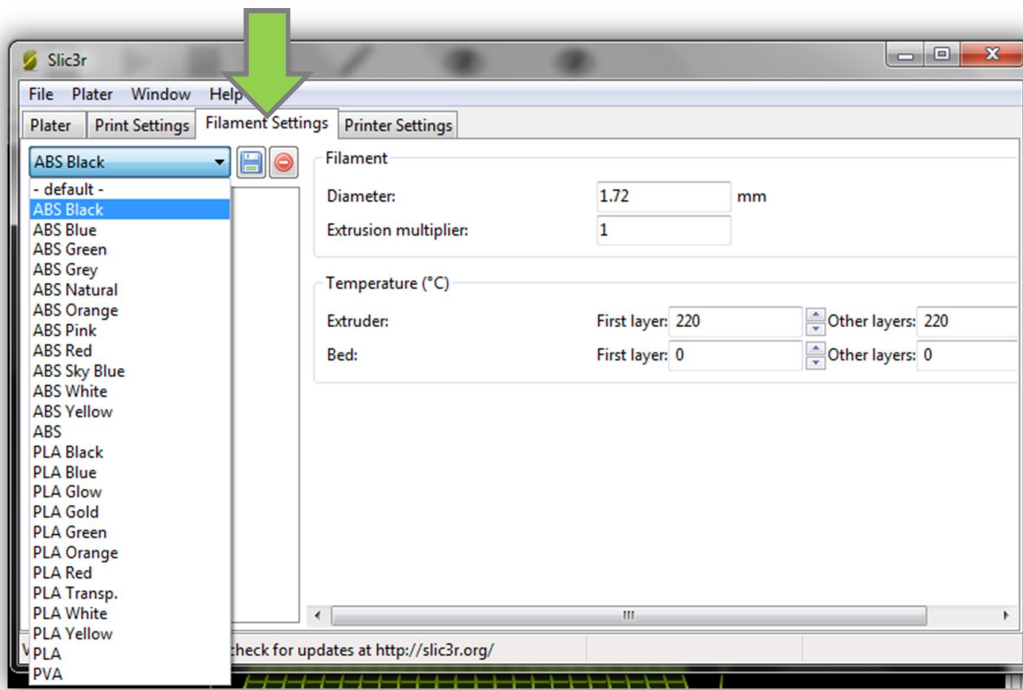 Slic3r
File Plater Window Help
Plater Print Settings Filament Settings Printer Settings
ABS Black
- default -
ABS Black
ABS Blue
ABS Green
ABS Grey
ABS Natural
ABS Orange
ABS Pink
ABS Red
ABS Sky Blue
ABS White
ABS Yellow
ABS
PLA Black
PLA Blue
PLA Glow
PLA Gold
PLA Green
PLA Orange
PLA Red
PLA Transp.
PLA White
PLA Yellow
PLA
PVA
Filament
Diameter: 1.72 mm
Extrusion multiplier: 1
Temperature (°C)
Extruder: First layer: 220 Other layers: 220
Bed: First layer: 0 Other layers: 0
check for updates at http://slic3r.org/